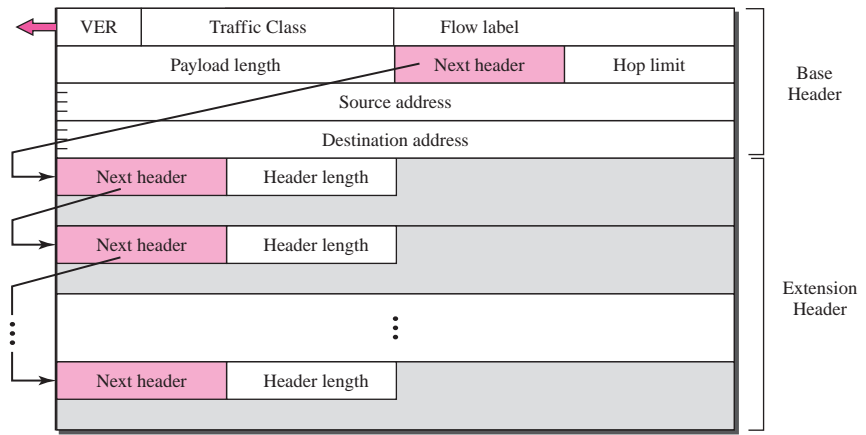 VER Traffic Class Flow label
Payload length Next header Hop limit
Source address
Destination address
Base
Header
Next header Header length
Next header Header length
Next header Header length
Extension
Header